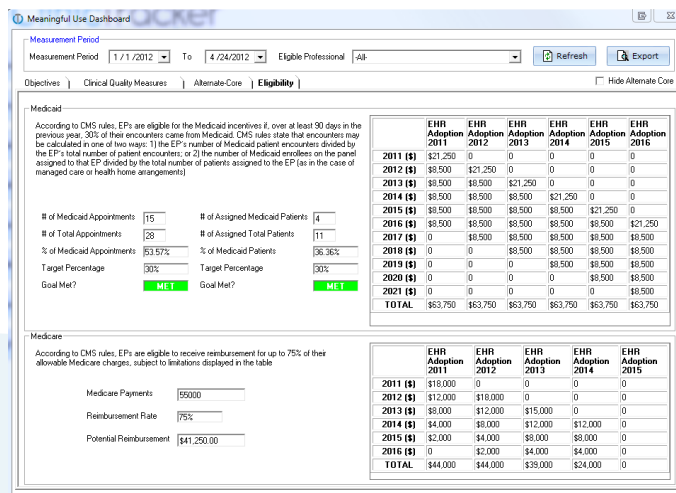 Meaningful Use Dashboard
Measurement Period
Measurement Period 1 / 1 /2012 To 4 /24/2012 Eligible Professional -All- Refresh Export
Objectives Clinical Quality Measures Alternate-Core Eligibility Hide Alternate Core
Medicaid
According to CMS rules, EPs are eligible for the Medicaid incentives if, over at least 90 days in the
previous year, 30% of their encounters came from Medicaid. CMS rules state that encounters may
be calculated in one of two ways: 1) the EP's number of Medicaid patient encounters divided by
the EP's total number of patient encounters; or 2) the number of Medicaid enrollees on the panel
assigned to that EP divided by the total number of patients assigned to the EP (as in the case of
managed care or health home arrangements)
# of Medicaid Appointments 15 # of Assigned Medicaid Patients 4
# of Total Appointments 28 # of Assigned Total Patients 11
% of Medicaid Appointments 53.57% % of Medicaid Patients 36.36%
Target Percentage 30% Target Percentage 30%
Goal Met? MET Goal Met? MET
EHR Adoption 2011 EHR Adoption 2012 EHR Adoption 2013 EHR Adoption 2014 EHR Adoption 2015 EHR Adoption 2016
2011 ($) $21,250 0 0 0 0 0
2012 ($) $8,500 $21,250 0 0 0 0
2013 ($) $8,500 $8,500 $21,250 0 0 0
2014 ($) $8,500 $8,500 $8,500 $21,250 0 0
2015 ($) $8,500 $8,500 $8,500 $8,500 $21,250 0
2016 ($) $8,500 $8,500 $8,500 $8,500 $8,500 $21,250
2017 ($) 0 $8,500 $8,500 $8,500 $8,500 $8,500
2018 ($) 0 0 $8,500 $8,500 $8,500 $8,500
2019 ($) 0 0 0 $8,500 $8,500 $8,500
2020 ($) 0 0 0 0 $8,500 $8,500
2021 ($) 0 0 0 0 0 $8,500
TOTAL $63,750 $63,750 $63,750 $63,750 $63,750 $63,750
Medicare
According to CMS rules, EPs are eligible to receive reimbursement for up to 75% of their
allowable Medicare charges, subject to limitations displayed in the table
Medicare Payments 55000
Reimbursement Rate 75%
Potential Reimbursement $41,250.00
EHR Adoption 2011 EHR Adoption 2012 EHR Adoption 2013 EHR Adoption 2014 EHR Adoption 2015
2011 ($) $18,000 0 0 0 0
2012 ($) $12,000 $18,000 0 0 0
2013 ($) $8,000 $12,000 $15,000 0 0
2014 ($) $4,000 $8,000 $12,000 $12,000 0
2015 ($) $2,000 $4,000 $8,000 $8,000 0
2016 ($) 0 $2,000 $4,000 $4,000 0
TOTAL $44,000 $44,000 $39,000 $24,000 0